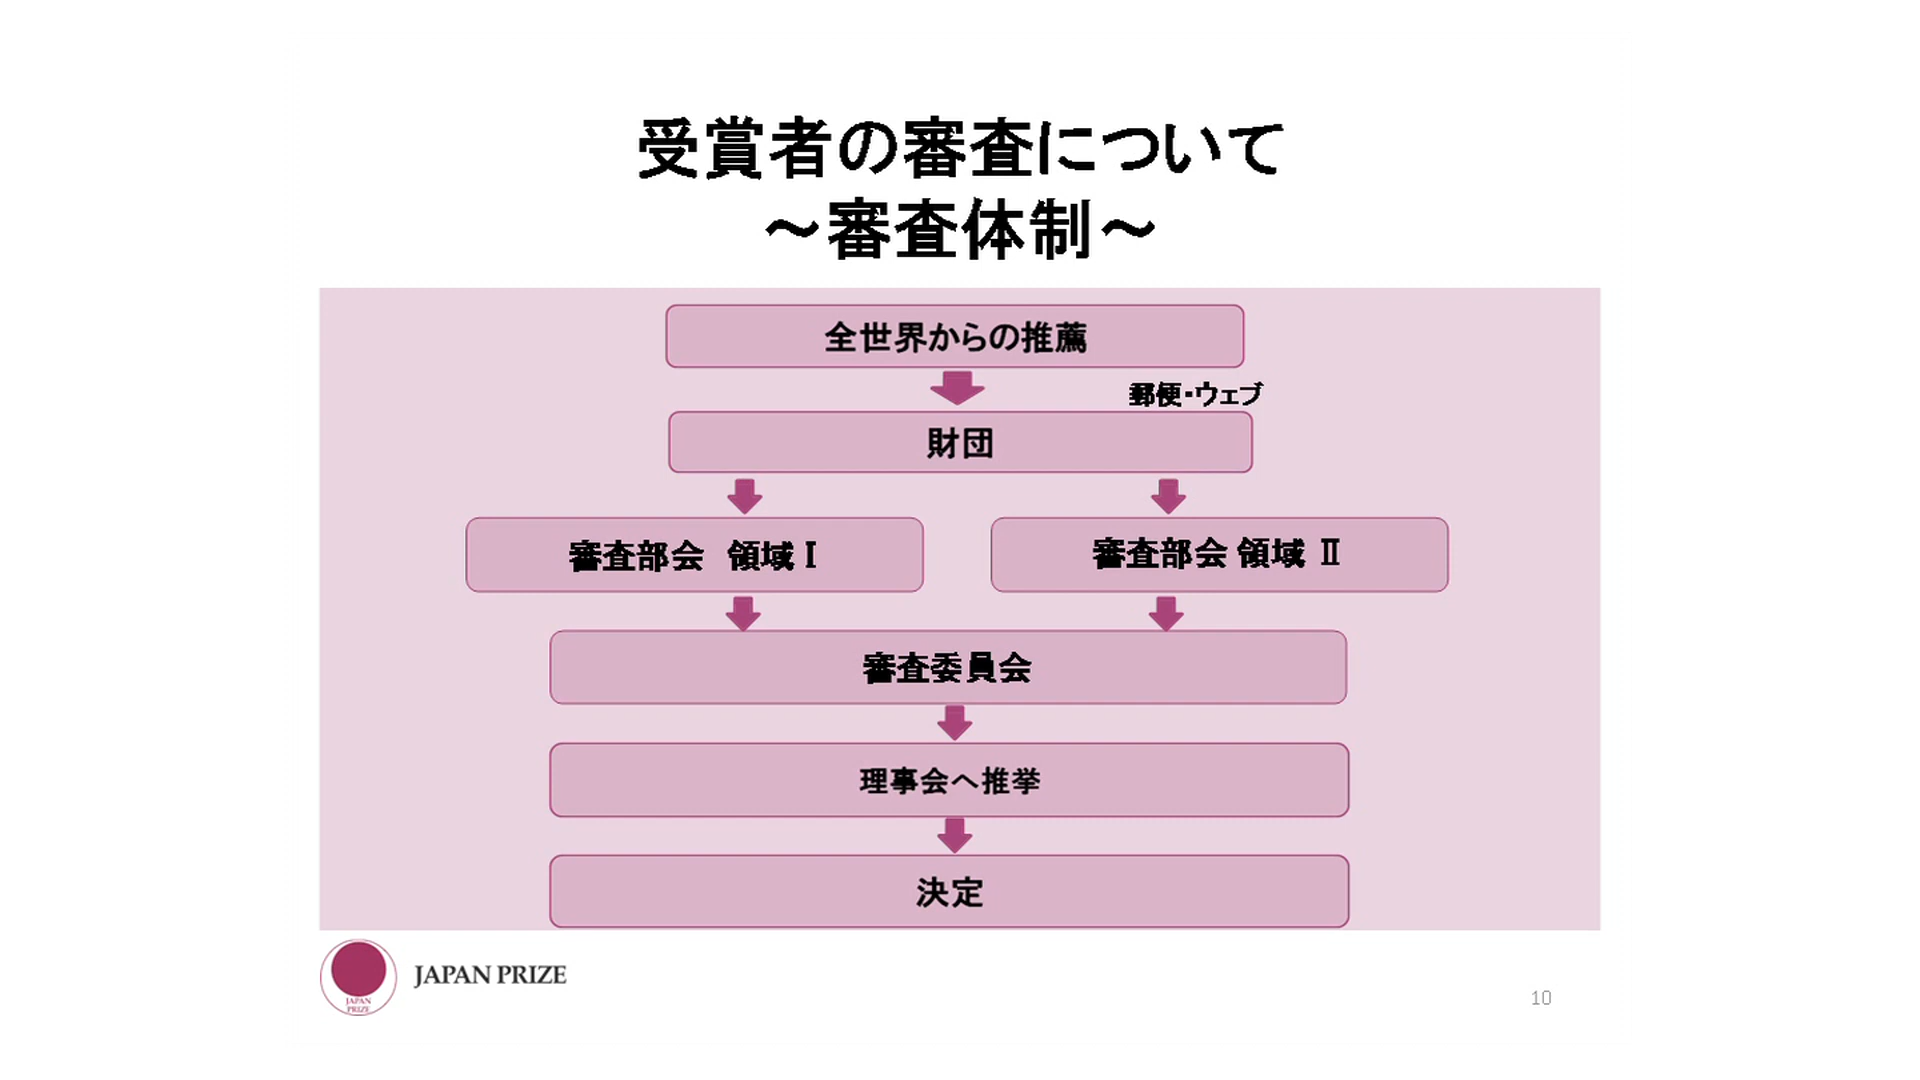 受賞者の審査について
～審査体制～
全世界からの推薦
郵便・ウェブ
財団
審査部会　領域 Ⅰ
審査部会 領域 Ⅱ
審査委員会
理事会へ推挙
決定
JAPAN
PRIZE
JAPAN PRIZE
10